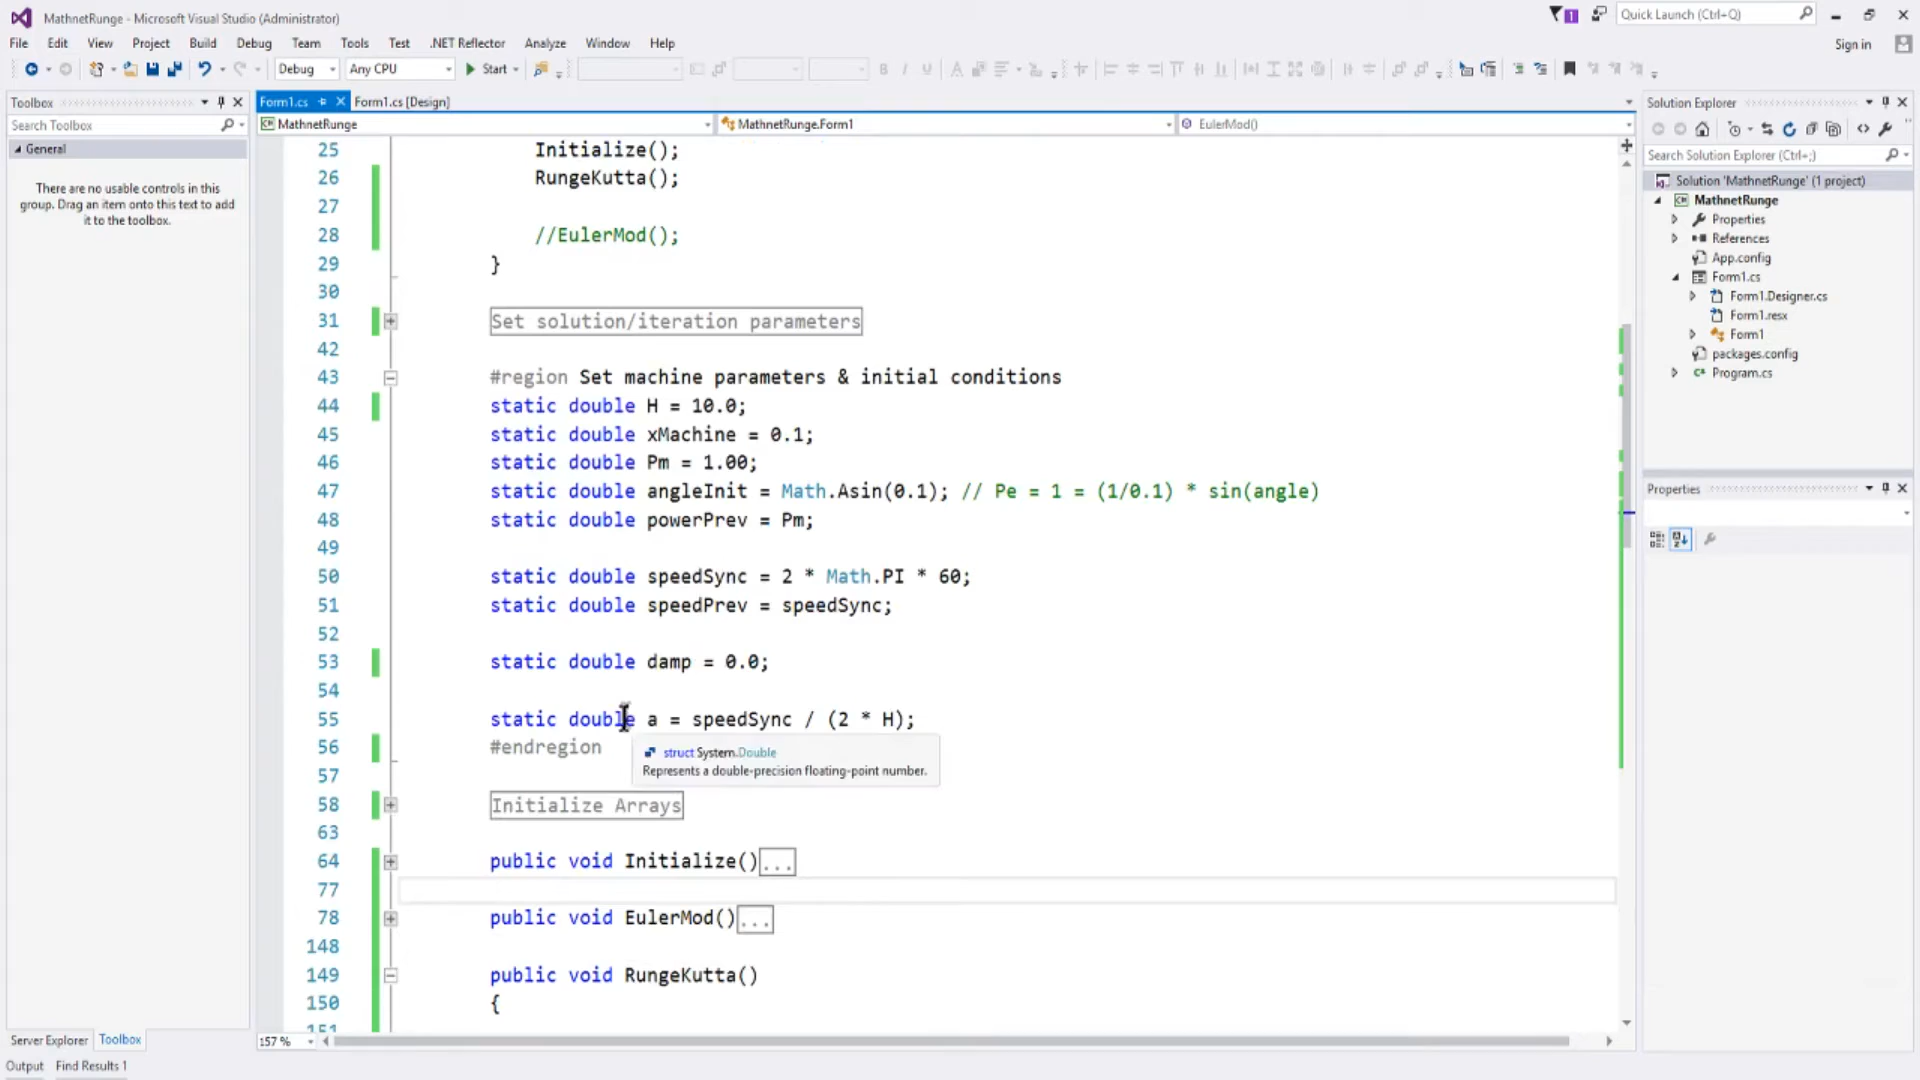 MathnetRunge - Microsoft Visual Studio (Administrator)
1
Quick Launch (Ctrl+Q)
File Edit View Project Build Debug Team Tools Test .NET Reflector Analyze Window Help
Sign in
Debug Any CPU Start
Toolbox
Search Toolbox
General
There are no usable controls in this
group. Drag an item onto this text to add
it to the toolbox.
Server Explorer Toolbox
Output Find Results 1
Form1.cs Form1.cs [Design]
MathnetRunge MathnetRunge.Form1 EulerMod()
25 Initialize();
26 RungeKutta();
27
28 //EulerMod();
29 }
30
31 Set solution/iteration parameters
42
43 #region Set machine parameters & initial conditions
44 static double H = 10.0;
45 static double xMachine = 0.1;
46 static double Pm = 1.00;
47 static double angleInit = Math.Asin(0.1); // Pe = 1 = (1/0.1) * sin(angle)
48 static double powerPrev = Pm;
49
50 static double speedSync = 2 * Math.PI * 60;
51 static double speedPrev = speedSync;
52
53 static double damp = 0.0;
54
55 static double a = speedSync / (2 * H);
56 #endregion
struct System.Double
Represents a double-precision floating-point number.
57
58 Initialize Arrays
63
64 public void Initialize()...
77
78 public void EulerMod()...
148
149 public void RungeKutta()
150 {
151
157 %
Solution Explorer
Search Solution Explorer (Ctrl+;)
Solution 'MathnetRunge' (1 project)
MathnetRunge
Properties
References
App.config
Form1.cs
Form1.Designer.cs
Form1.resx
Form1
packages.config
Program.cs
Properties